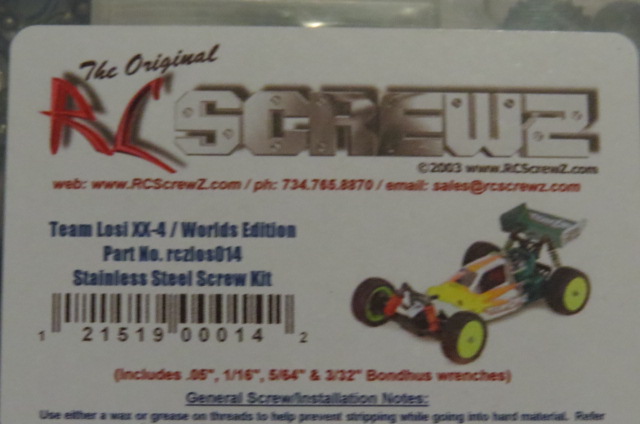 The Original
RC SCREWZ
©2003 www.RCScrewZ.com
web: www.RCScrewZ.com / ph: 734.765.8870 / email: sales@rcscrewz.com
Team Losi XX-4 / Worlds Edition
Part No. rczlos014
Stainless Steel Screw Kit
1 21519 00014 2
(Includes .05", 1/16", 5/64" & 3/32" Bondhus wrenches)
General Screw/Installation Notes:
Use either a wax or grease on threads to help prevent stripping while going into hard material. Refer